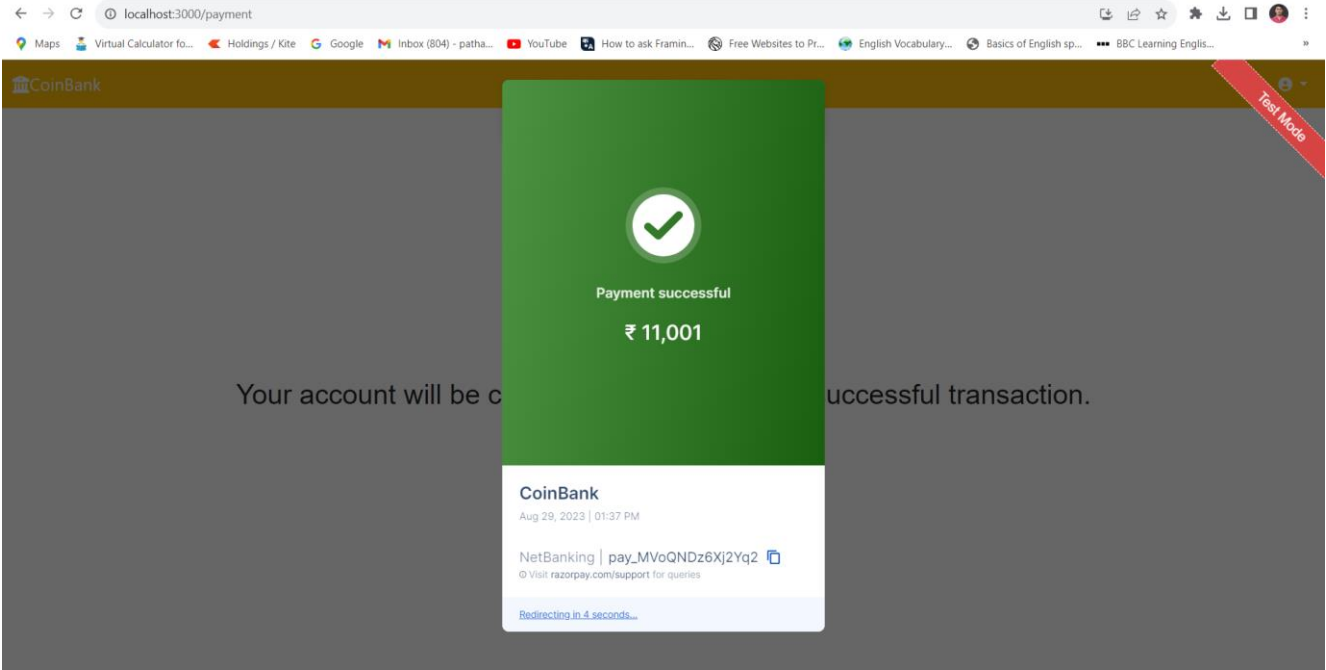 localhost:3000/payment
Maps Virtual Calculator fo... Holdings / Kite Google Inbox (804) - patha... YouTube How to ask Framin... Free Websites to Pr... English Vocabulary... Basics of English sp... BBC Learning Englis... »
CoinBank
Test Mode
Payment successful
₹ 11,001
Your account will be c uccessful transaction.
CoinBank
Aug 29, 2023 | 01:37 PM
NetBanking | pay_MVoQNDz6Xj2Yq2
Visit razorpay.com/support for queries
Redirecting in 4 seconds...